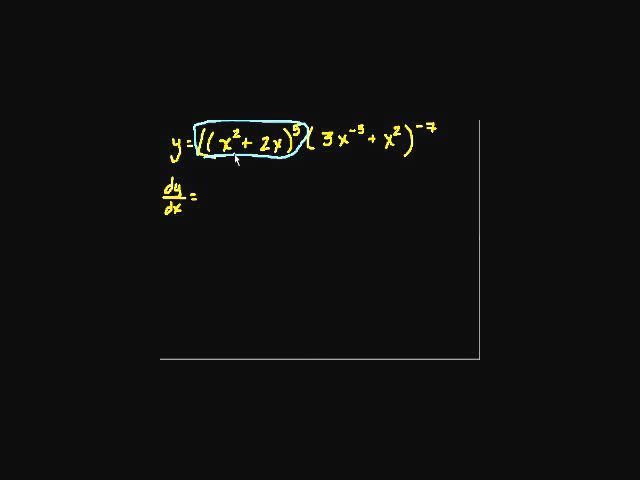 y = ((x² + 2x)⁵ (3x⁻⁵ + x²)⁻⁷
dy/dx =